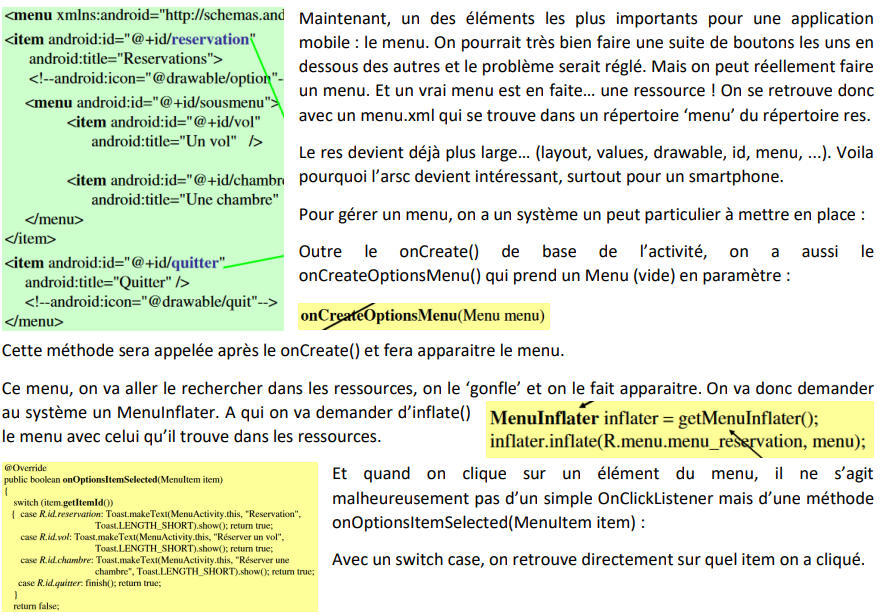 <menu xmlns:android="http://schemas.and
<item android:id="@+id/reservation"
android:title="Reservations">
<!--android:icon="@drawable/option"-
<menu android:id="@+id/sousmenu">
<item android:id="@+id/vol"
android:title="Un vol" />
<item android:id="@+id/chambr
android:title="Une chambre"
</menu>
</item>
<item android:id="@+id/quitter"
android:title="Quitter" />
<!--android:icon="@drawable/quit"-->
</menu>
Maintenant, un des éléments les plus importants pour une application
mobile : le menu. On pourrait très bien faire une suite de boutons les uns en
dessous des autres et le problème serait réglé. Mais on peut réellement faire
un menu. Et un vrai menu est en faite… une ressource ! On se retrouve donc
avec un menu.xml qui se trouve dans un répertoire ‘menu’ du répertoire res.
Le res devient déjà plus large… (layout, values, drawable, id, menu, ...). Voila
pourquoi l’arsc devient intéressant, surtout pour un smartphone.
Pour gérer un menu, on a un système un peut particulier à mettre en place :
Outre le onCreate() de base de l’activité, on a aussi le
onCreateOptionsMenu() qui prend un Menu (vide) en paramètre :
onCreateOptionsMenu(Menu menu)
Cette méthode sera appelée après le onCreate() et fera apparaitre le menu.
Ce menu, on va aller le rechercher dans les ressources, on le ‘gonfle’ et on le fait apparaitre. On va donc demander
au système un MenuInflater. A qui on va demander d’inflate()
le menu avec celui qu’il trouve dans les ressources.
MenuInflater inflater = getMenuInflater();
inflater.inflate(R.menu.menu_reservation, menu);
@Override
public boolean onOptionsItemSelected(MenuItem item)
{
switch (item.getItemId())
{ case R.id.reservation: Toast.makeText(MenuActivity.this, "Reservation",
Toast.LENGTH_SHORT).show(); return true;
case R.id.vol: Toast.makeText(MenuActivity.this, "Réserver un vol",
Toast.LENGTH_SHORT).show(); return true;
case R.id.chambre: Toast.makeText(MenuActivity.this, "Réserver une
chambre", Toast.LENGTH_SHORT).show(); return true;
case R.id.quitter: finish(); return true;
}
return false;
Et quand on clique sur un élément du menu, il ne s’agit
malheureusement pas d’un simple OnClickListener mais d’une méthode
onOptionsItemSelected(MenuItem item) :
Avec un switch case, on retrouve directement sur quel item on a cliqué.